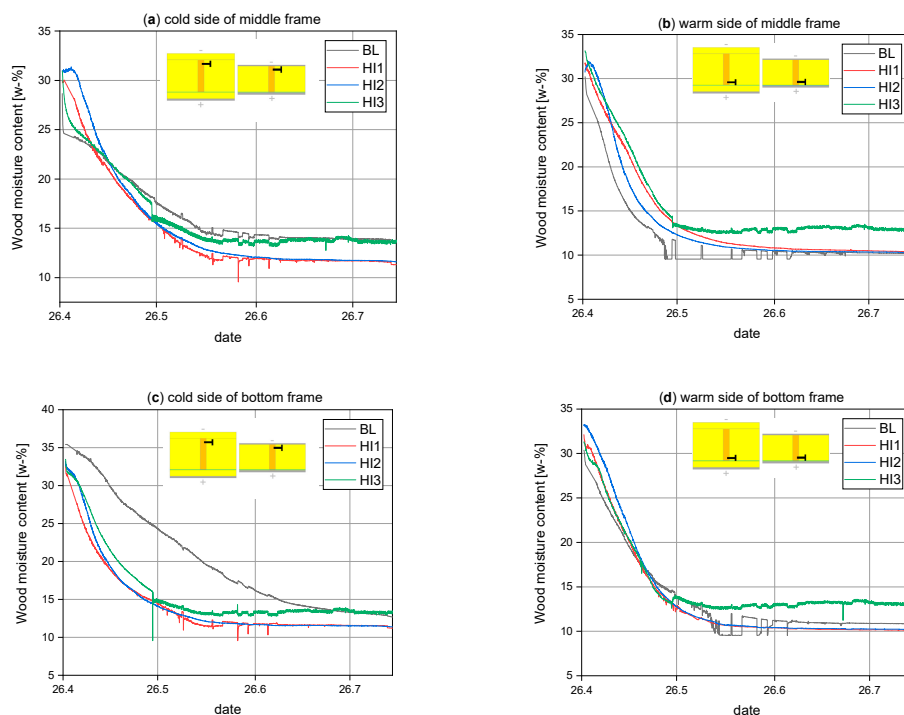 (a) cold side of middle frame
Wood moisture content [w-%]
35
30
25
20
15
10
BL
HI1
HI2
HI3
26.4
26.5
26.6
26.7
date
(b) warm side of middle frame
Wood moisture content [w-%]
35
30
25
20
15
10
5
BL
HI1
HI2
HI3
26.4
26.5
26.6
26.7
date
(c) cold side of bottom frame
Wood moisture content [w-%]
40
35
30
25
20
15
10
5
BL
HI1
HI2
HI3
26.4
26.5
26.6
26.7
date
(d) warm side of bottom frame
Wood moisture content [w-%]
35
30
25
20
15
10
5
BL
HI1
HI2
HI3
26.4
26.5
26.6
26.7
date